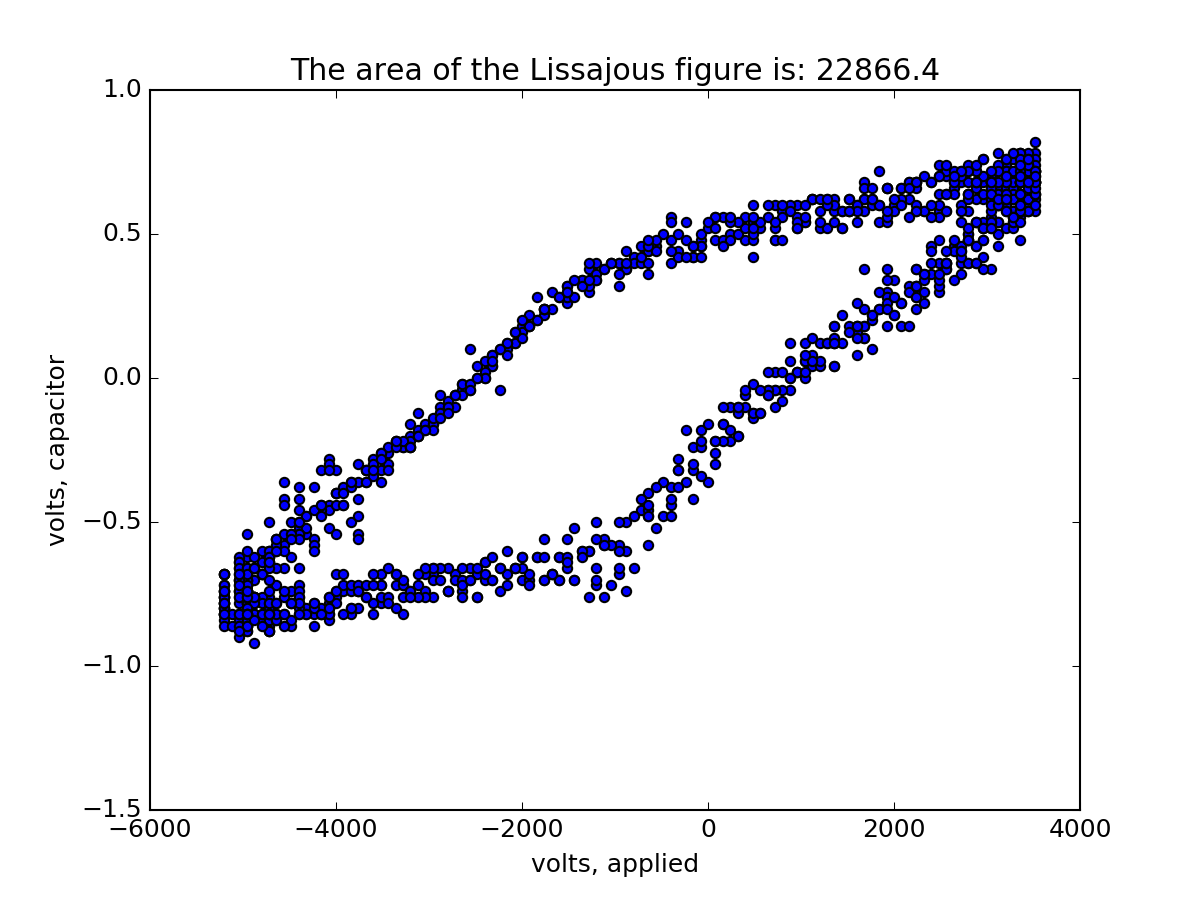 The area of the Lissajous figure is: 22866.4
1.0
0.5
0.0
−0.5
−1.0
−1.5
volts, capacitor
−6000 −4000 −2000 0 2000 4000
volts, applied